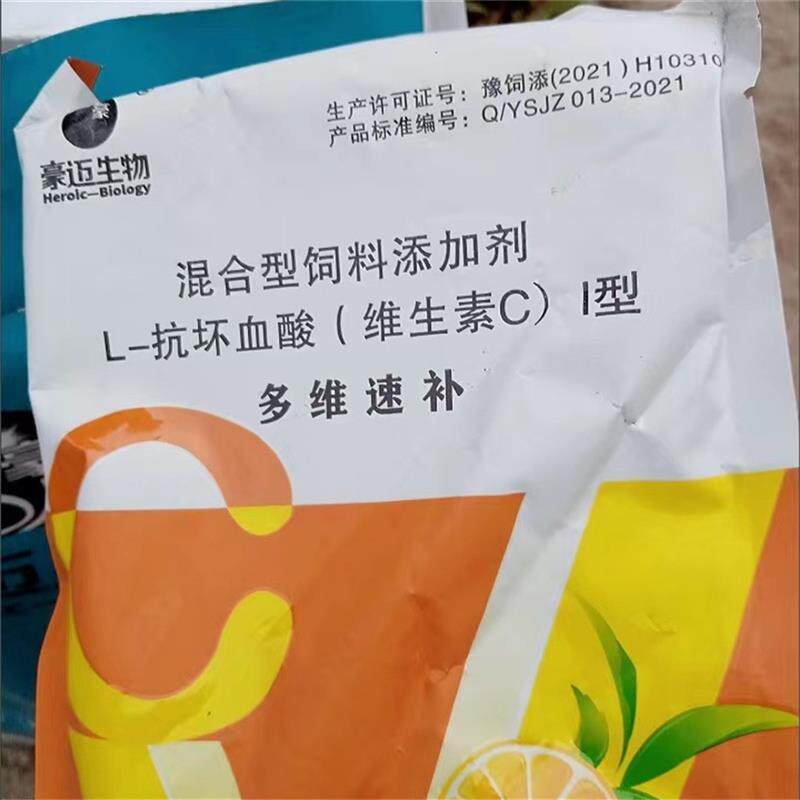 生产许可证号：豫饲添(2021)H10310
产品标准编号：Q/YSJZ 013-2021
豪
豪迈生物
Heroic—Biology
混合型饲料添加剂
L-抗坏血酸（维生素C）I型
多维速补